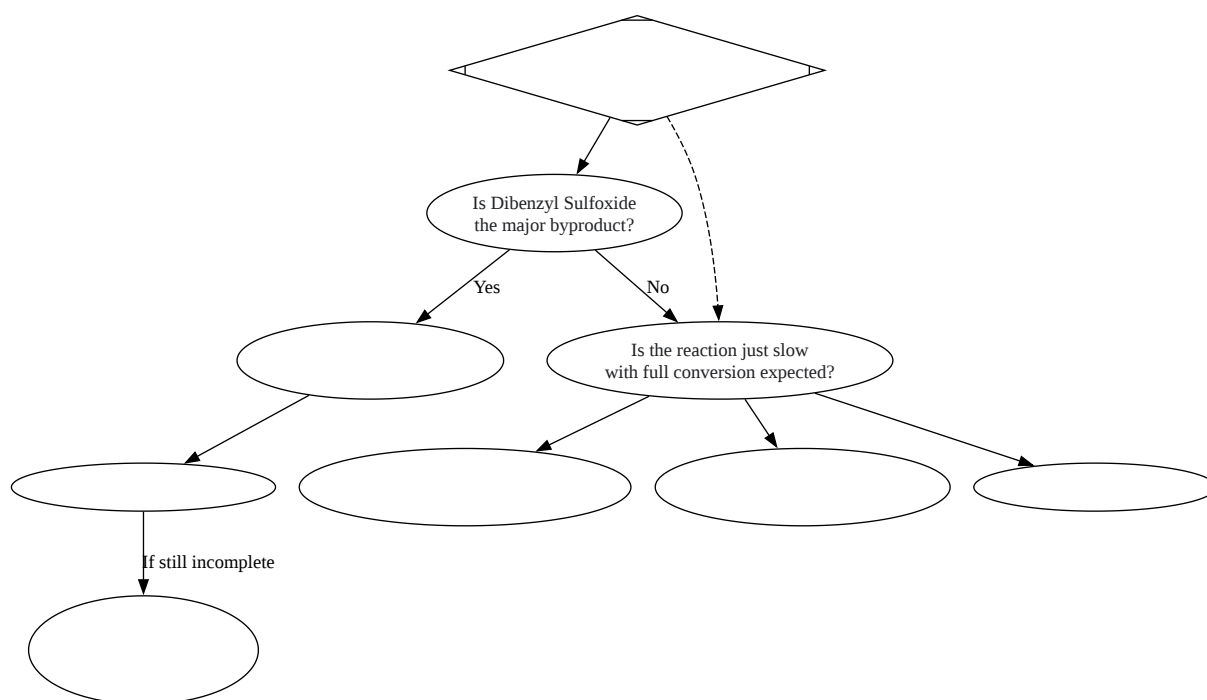 Is Dibenzyl Sulfoxide
the major byproduct?
Yes
No
Is the reaction just slow
with full conversion expected?
If still incomplete